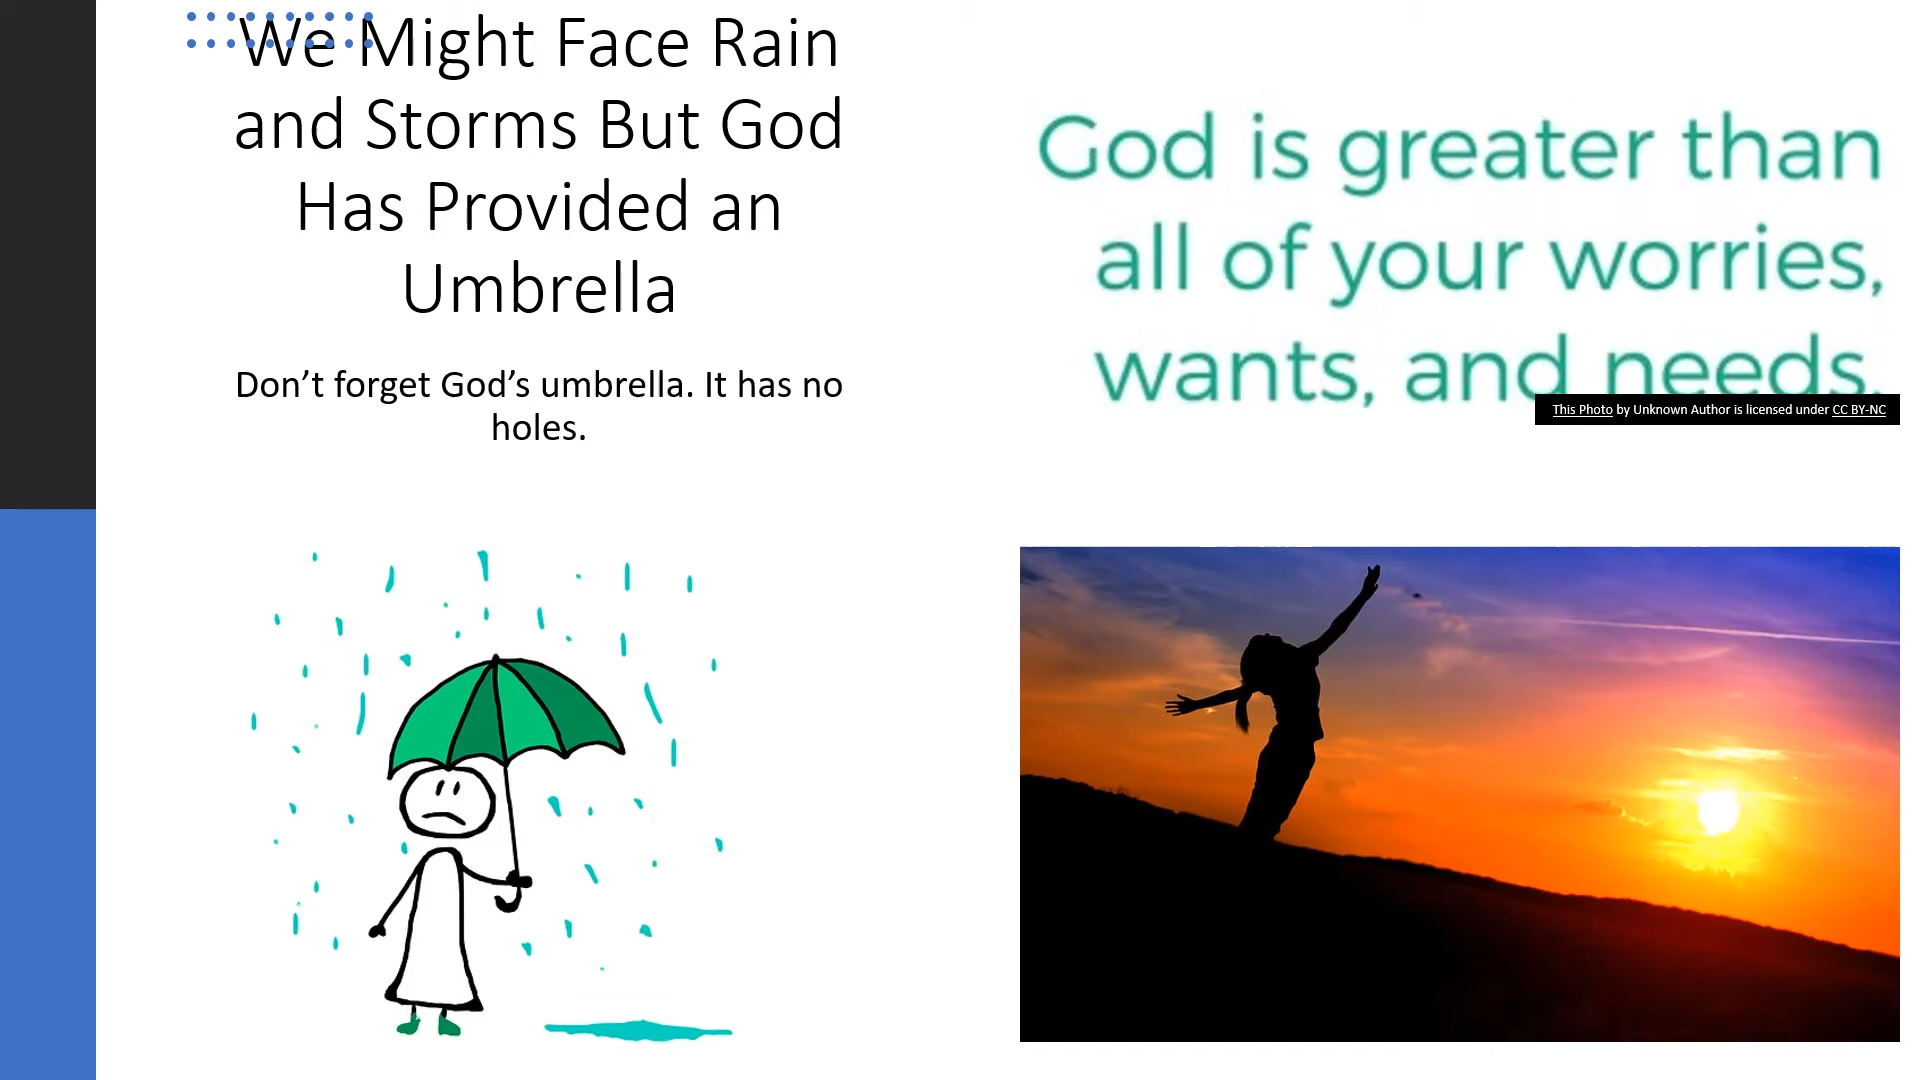 We Might Face Rain
and Storms But God
Has Provided an
Umbrella
Don’t forget God’s umbrella. It has no
holes.
God is greater than
all of your worries,
wants, and needs.
This Photo by Unknown Author is licensed under CC BY-NC